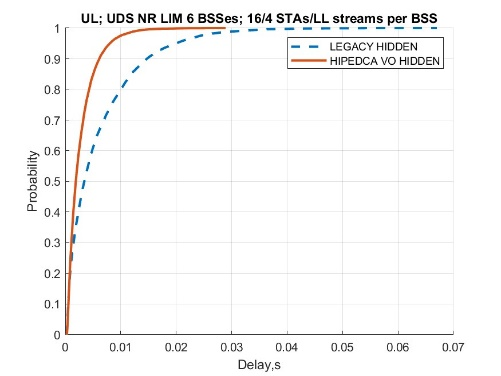 UL; UDS NR LIM 6 BSSes; 16/4 STAs/LL streams per BSS
LEGACY HIDDEN
HIPEDCA VO HIDDEN
1
0.9
0.8
0.7
0.6
0.5
0.4
0.3
0.2
0.1
0
Probability
0 0.01 0.02 0.03 0.04 0.05 0.06 0.07
Delay,s